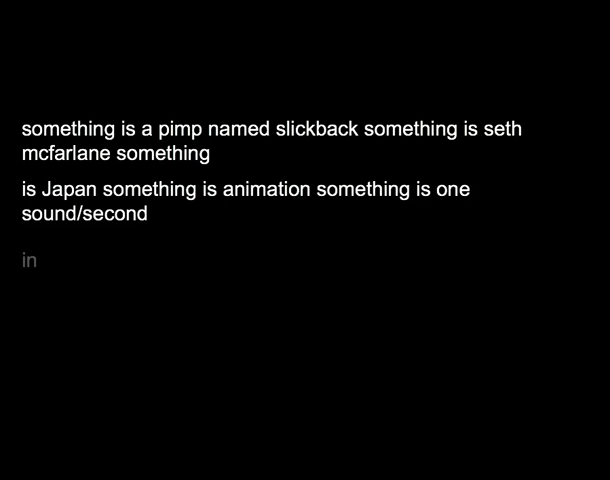 something is a pimp named slickback something is seth
mcfarlane something
is Japan something is animation something is one
sound/second
in